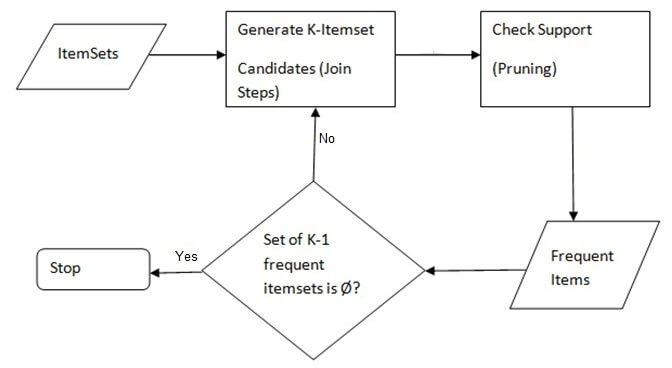 ItemSets
Generate K-Itemset
Candidates (Join
Steps)
Check Support
(Pruning)
No
Set of K-1
frequent
itemsets is Ø?
Yes
Stop
Frequent
Items